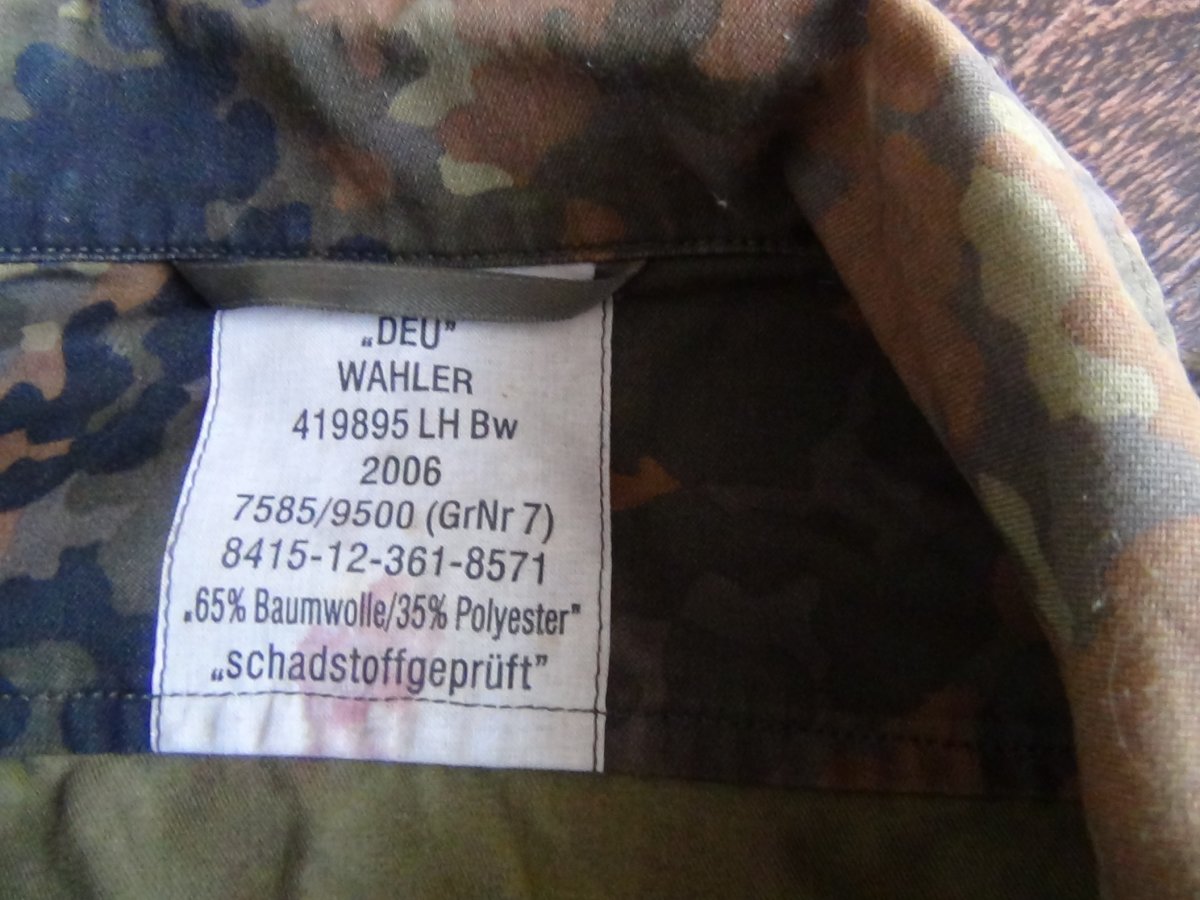 „DEU”
WAHLER
419895 LH Bw
2006
7585/9500 (GrNr 7)
8415-12-361-8571
„65% Baumwolle/35% Polyester”
„schadstoffgeprüft”